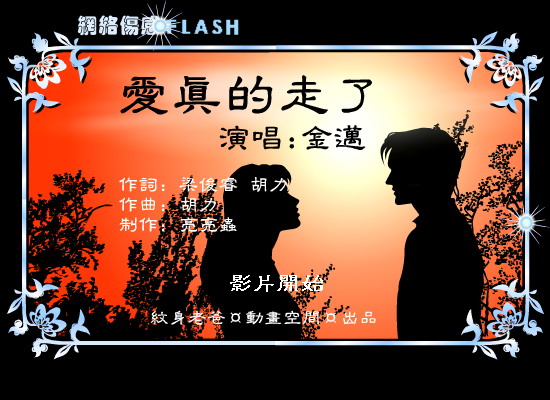 網絡傷感FLASH
愛真的走了
演唱:金邁
作詞: 梁俊睿 胡力
作曲: 胡力
制作: 亮亮蟲
影片開始
紋身老爸¤動畫空間¤出品